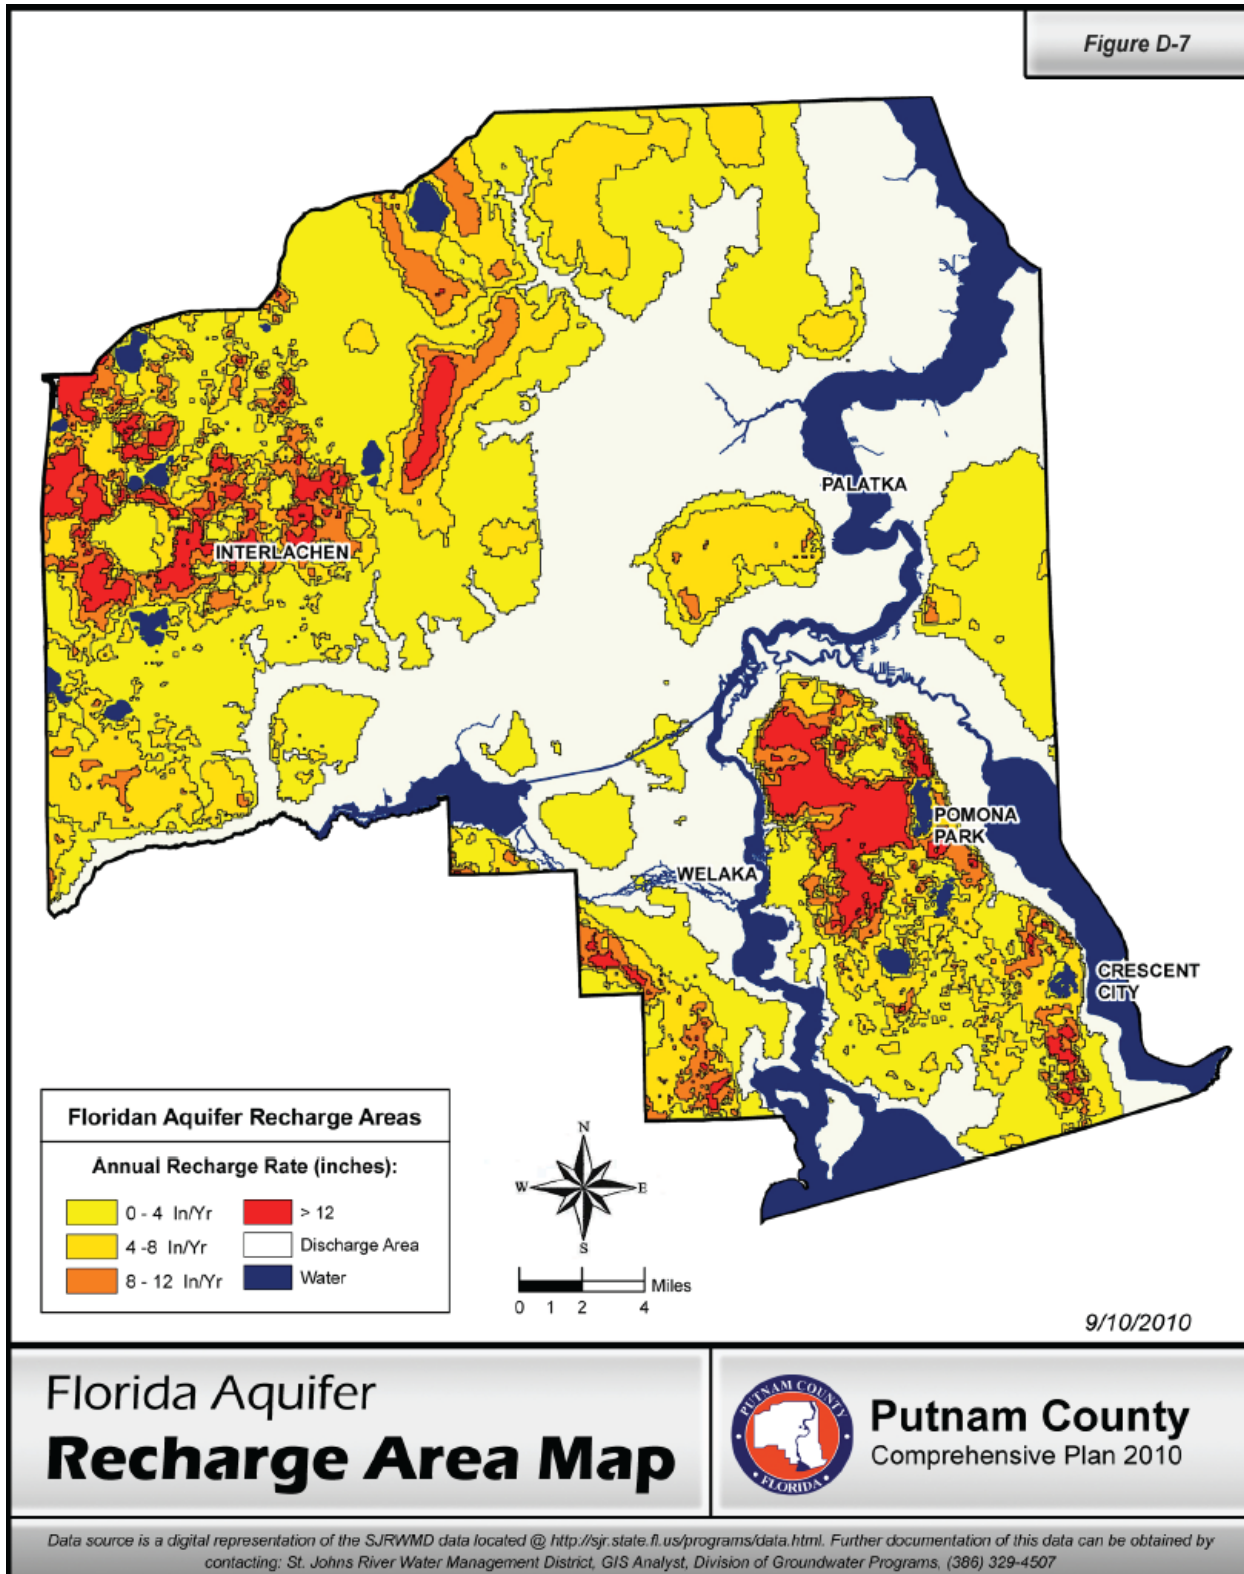 Figure D-7
PALATKA
INTERLACHEN
POMONA
PARK
WELAKA
CRESCENT
CITY
Floridan Aquifer Recharge Areas
Annual Recharge Rate (inches):
0 - 4 In/Yr
> 12
4 -8 In/Yr
Discharge Area
8 - 12 In/Yr
Water
N
W
E
S
Miles
0 1 2 4
9/10/2010
Florida Aquifer
Recharge Area Map
PUTNAM COUNTY
• FLORIDA •
Putnam County
Comprehensive Plan 2010
Data source is a digital representation of the SJRWMD data located @ http://sjr.state.fl.us/programs/data.html. Further documentation of this data can be obtained by
contacting: St. Johns River Water Management District, GIS Analyst, Division of Groundwater Programs, (386) 329-4507